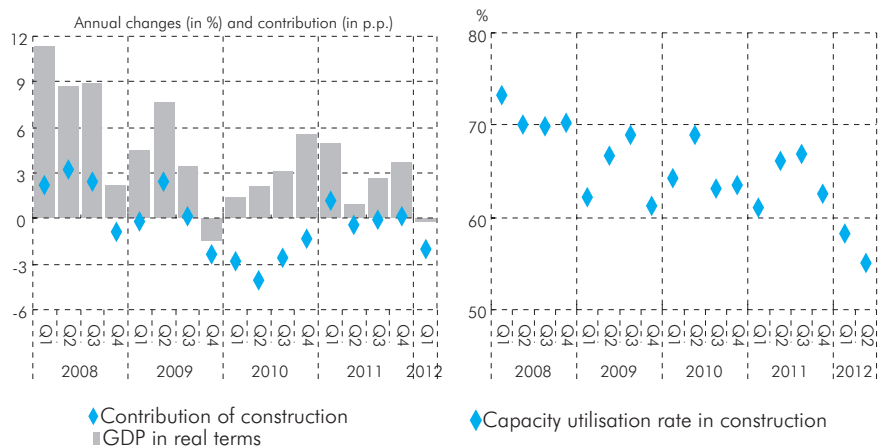 Annual changes (in %) and contribution (in p.p.)
12
9
6
3
0
-3
-6
Q1 Q2 Q3 Q4 Q1 Q2 Q3 Q4 Q1 Q2 Q3 Q4 Q1 Q2 Q3 Q4 Q1
2008 2009 2010 2011 2012
Contribution of construction
GDP in real terms
%
80
70
60
50
Q1 Q2 Q3 Q4 Q1 Q2 Q3 Q4 Q1 Q2 Q3 Q4 Q1 Q2 Q3 Q4 Q1 Q2
2008 2009 2010 2011 2012
Capacity utilisation rate in construction